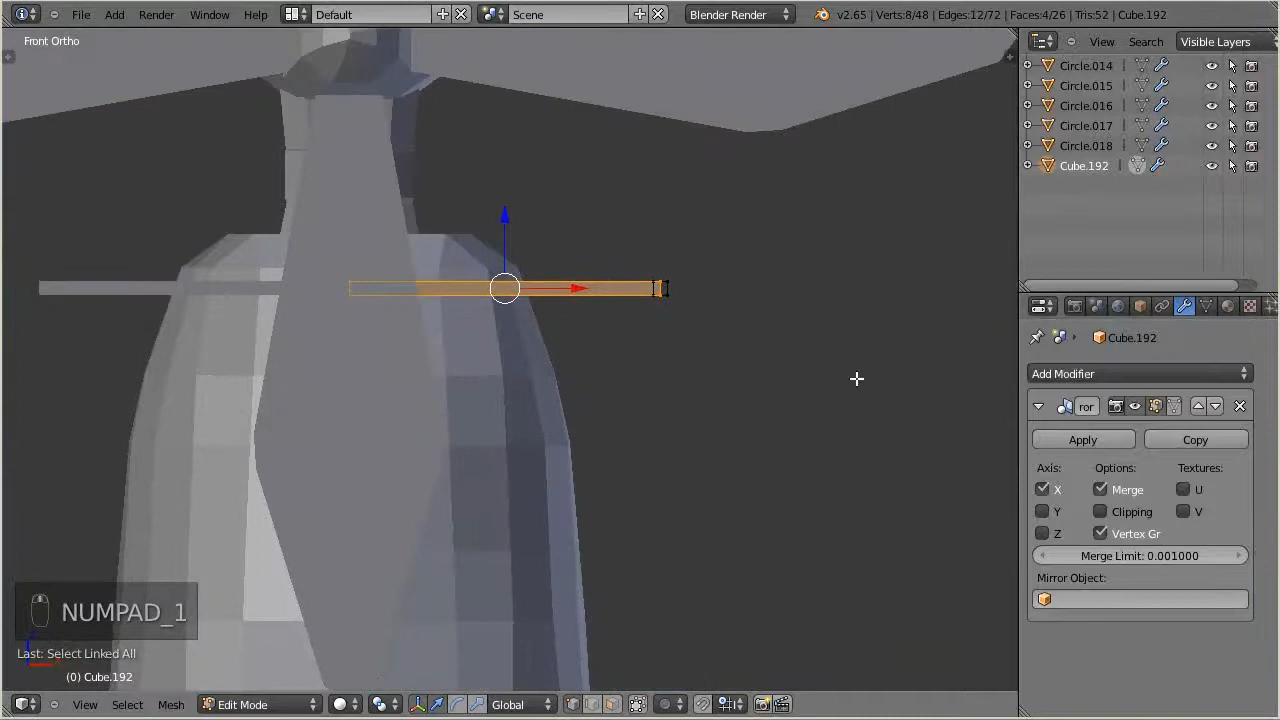 File Add Render Window Help Default Scene Blender Render v2.65 | Verts:8/48 | Edges:12/72 | Faces:4/26 | Tris:52 | Cube.192
Front Ortho
View Search Visible Layers
Circle.014
Circle.015
Circle.016
Circle.017
Circle.018
Cube.192
Cube.192
Add Modifier
ror
Apply Copy
Axis: Options: Textures:
X Merge U
Y Clipping V
Z Vertex Gr
Merge Limit: 0.001000
Mirror Object:
NUMPAD_1
Last: Select Linked All
(0) Cube.192
View Select Mesh Edit Mode Global